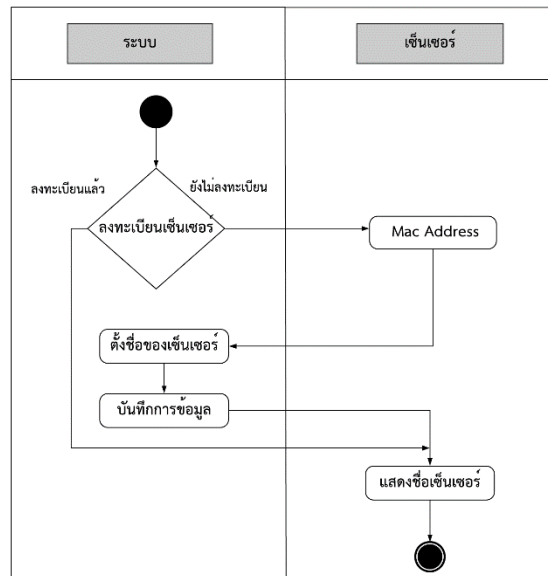 ระบบ
เซ็นเซอร์
ลงทะเบียนแล้ว
ยังไม่ลงทะเบียน
ลงทะเบียนเซ็นเซอร์
Mac Address
ตั้งชื่อของเซ็นเซอร์
บันทึกการข้อมูล
แสดงชื่อเซ็นเซอร์